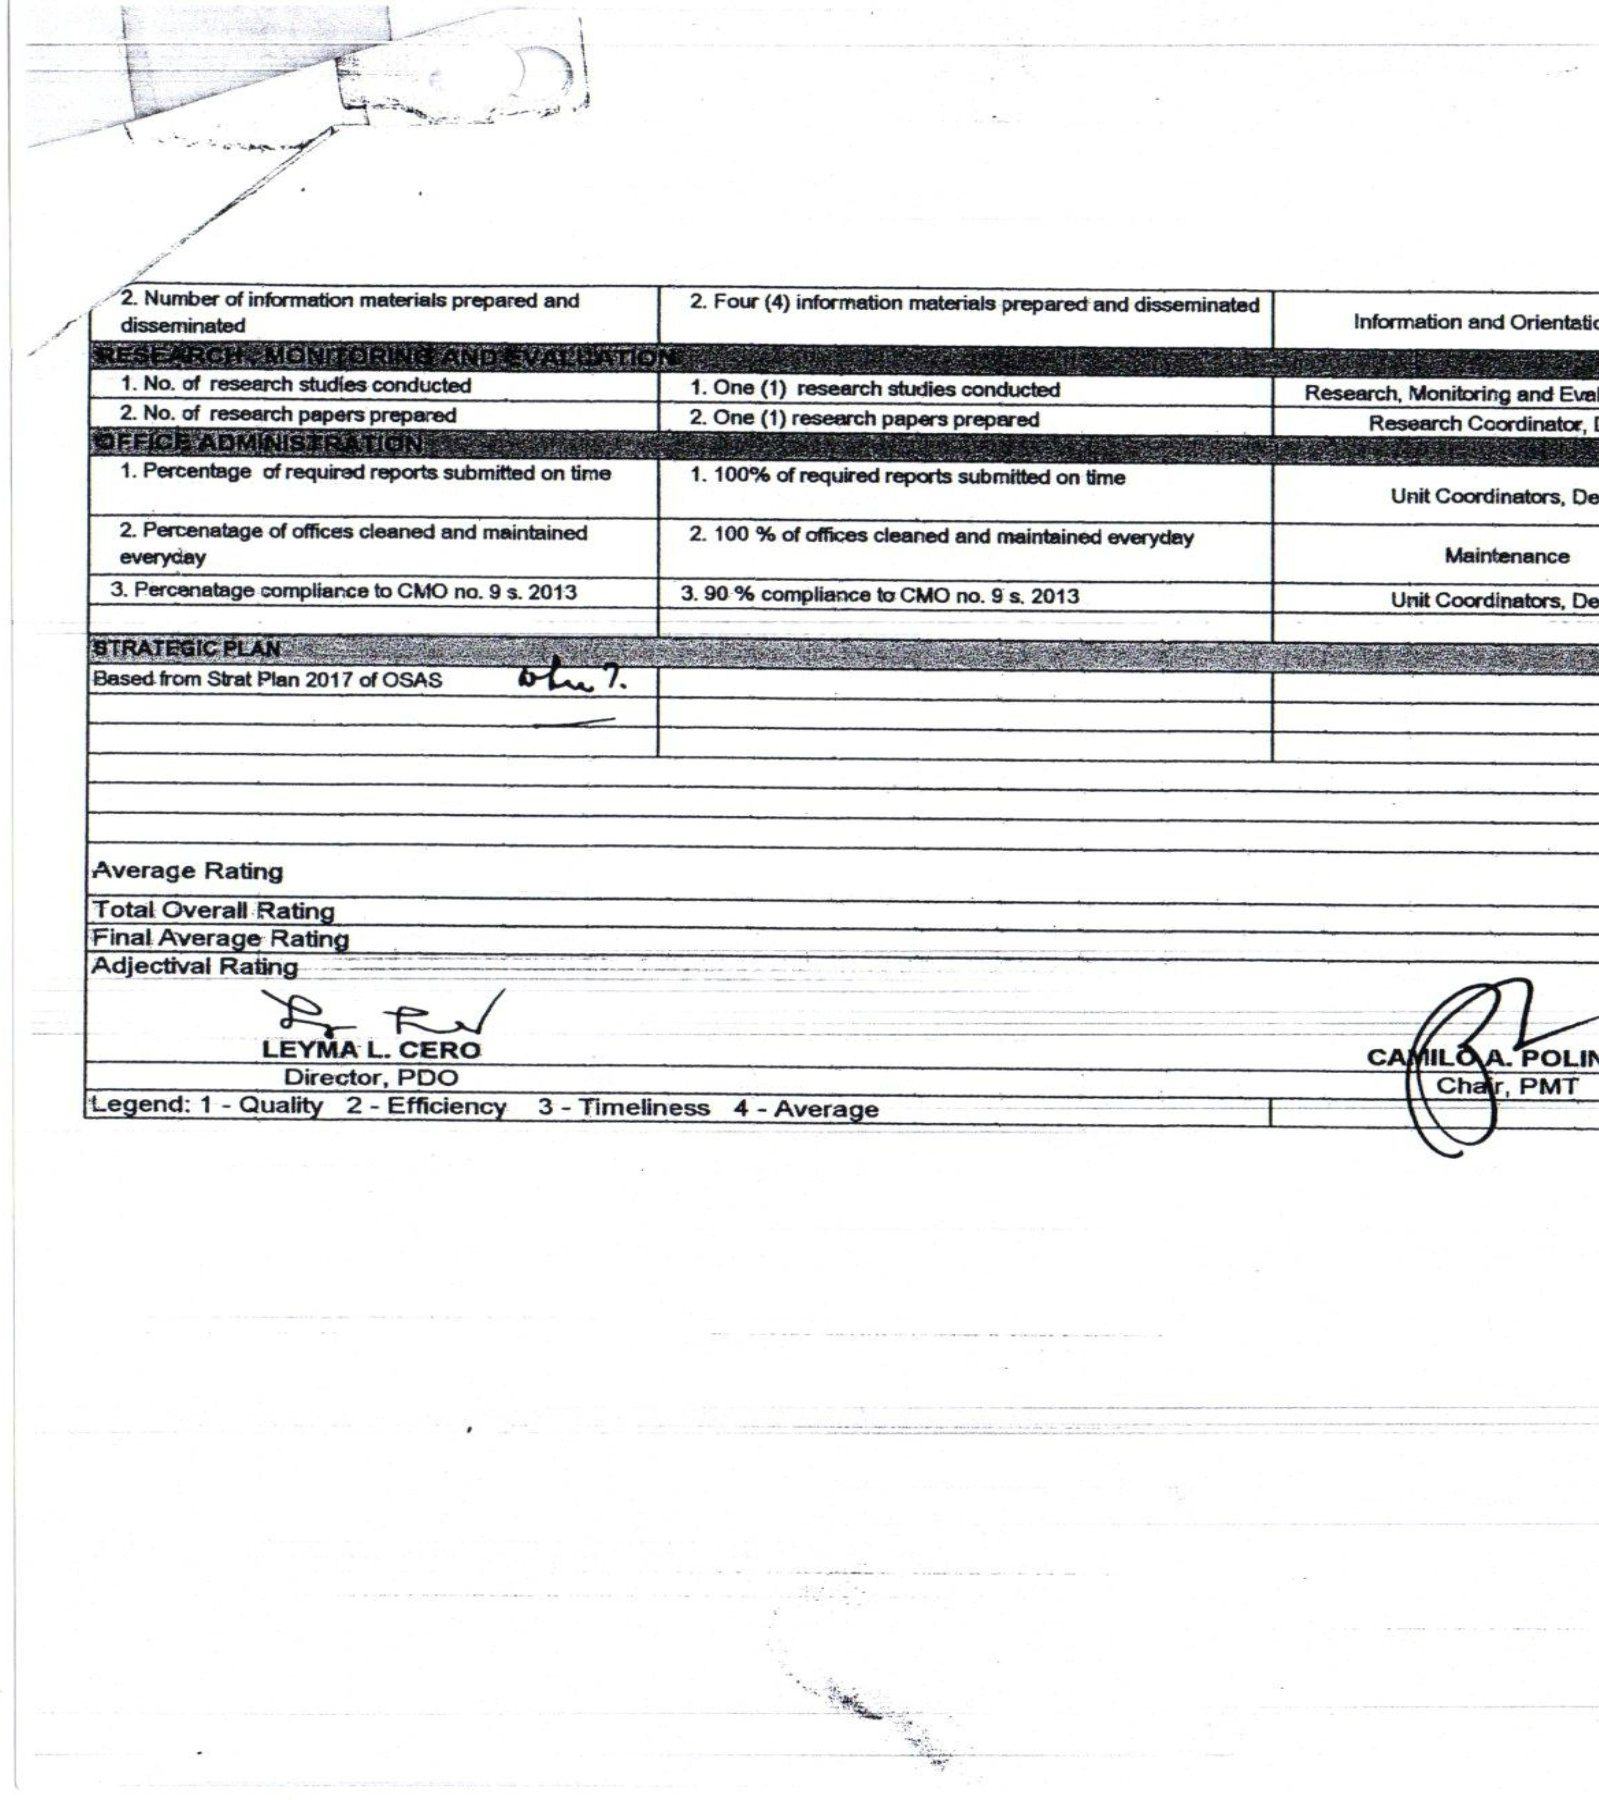 2. Number of information materials prepared and
disseminated
2. Four (4) information materials prepared and disseminated
Information and Orientatio
RESEARCH, MONITORING AND EVALUATION
1. No. of research studies conducted
1. One (1) research studies conducted
Research, Monitoring and Eval
2. No. of research papers prepared
2. One (1) research papers prepared
Research Coordinator, D
OFFICE ADMINISTRATION
1. Percentage of required reports submitted on time
1. 100% of required reports submitted on time
Unit Coordinators, De
2. Percenatage of offices cleaned and maintained
everyday
2. 100 % of offices cleaned and maintained everyday
Maintenance
3. Percenatage compliance to CMO no. 9 s. 2013
3. 90 % compliance to CMO no. 9 s. 2013
Unit Coordinators, De
STRATEGIC PLAN
Based from Strat Plan 2017 of OSAS
Average Rating
Total Overall Rating
Final Average Rating
Adjectival Rating
LEYMA L. CERO
CAMILO A. POLIN
Director, PDO
Chair, PMT
Legend: 1 - Quality 2 - Efficiency 3 - Timeliness 4 - Average